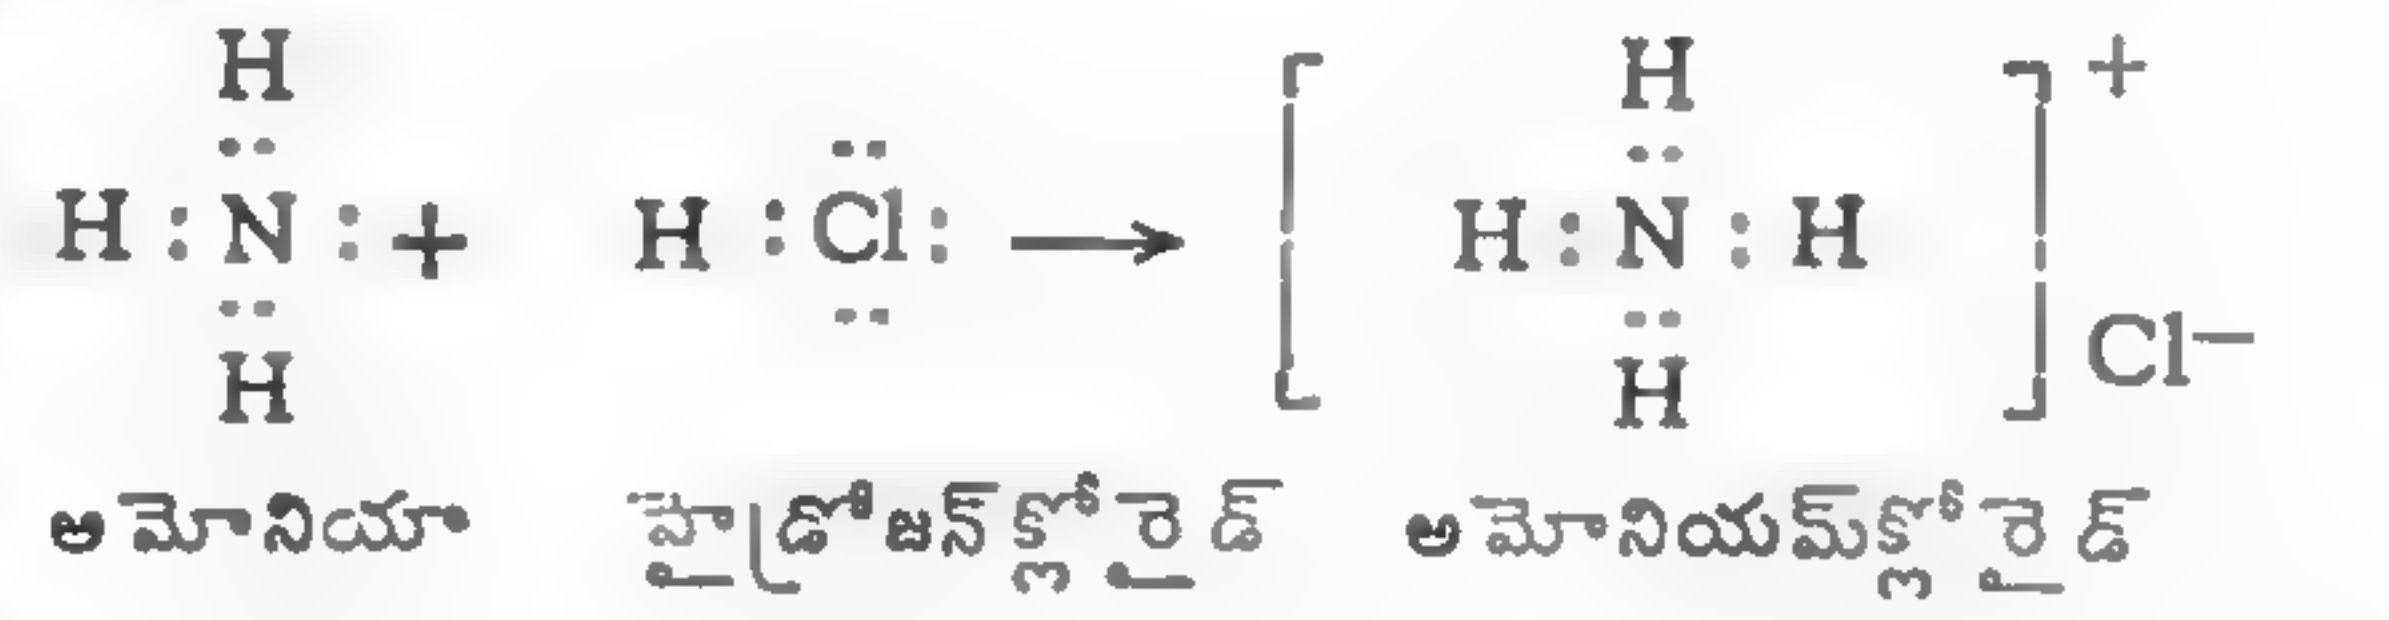 H H
H : N : + H : Cl : ⟶ [ H : N : H ] +
Cl–
H H
అమోనియా హైడ్రోజన్ క్లోరైడ్ అమోనియమ్ క్లోరైడ్